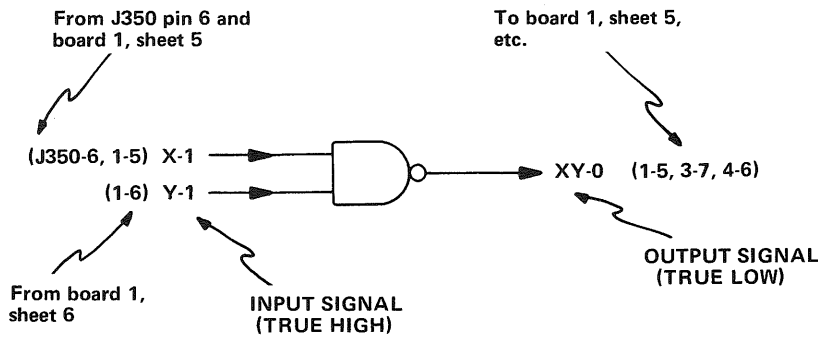 From J350 pin 6 and
board 1, sheet 5
To board 1, sheet 5,
etc.
(J350-6, 1-5) X-1
XY-0 (1-5, 3-7, 4-6)
(1-6) Y-1
From board 1,
sheet 6
INPUT SIGNAL
(TRUE HIGH)
OUTPUT SIGNAL
(TRUE LOW)